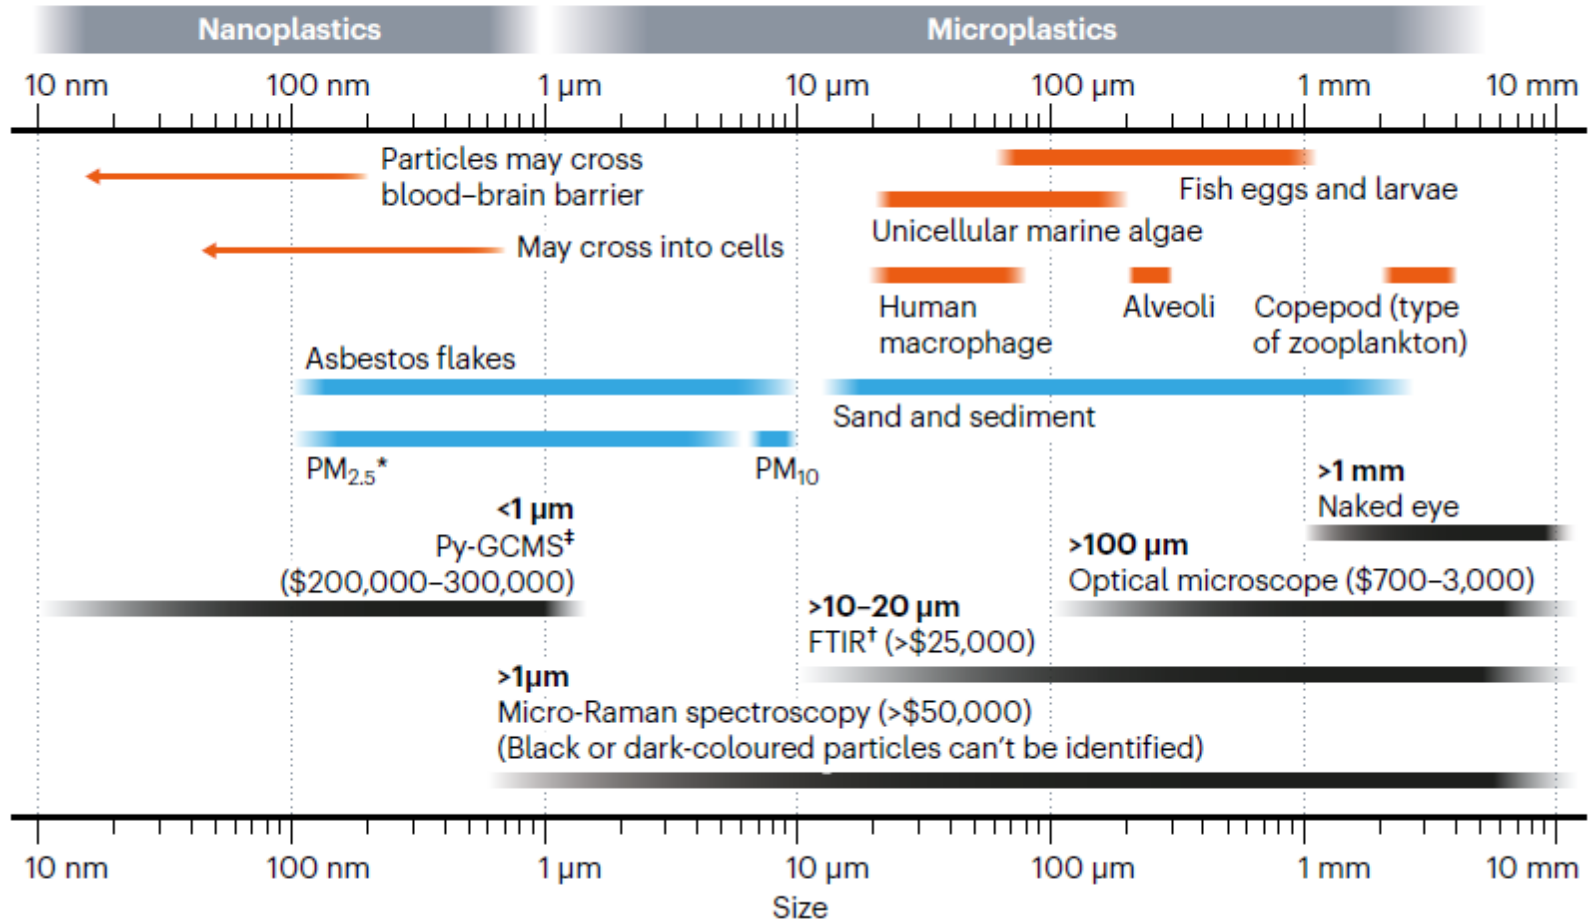 Nanoplastics
Microplastics
10 nm 100 nm 1 µm 10 µm 100 µm 1 mm 10 mm
Particles may cross
blood–brain barrier
May cross into cells
Fish eggs and larvae
Unicellular marine algae
Human
macrophage
Alveoli
Copepod (type
of zooplankton)
Asbestos flakes
Sand and sediment
PM2.5*
PM10
>1 mm
Naked eye
<1 µm
Py-GCMS‡
($200,000–300,000)
>100 µm
Optical microscope ($700–3,000)
>10–20 µm
FTIR† (>$25,000)
>1µm
Micro-Raman spectroscopy (>$50,000)
(Black or dark-coloured particles can’t be identified)
10 nm 100 nm 1 µm 10 µm 100 µm 1 mm 10 mm
Size